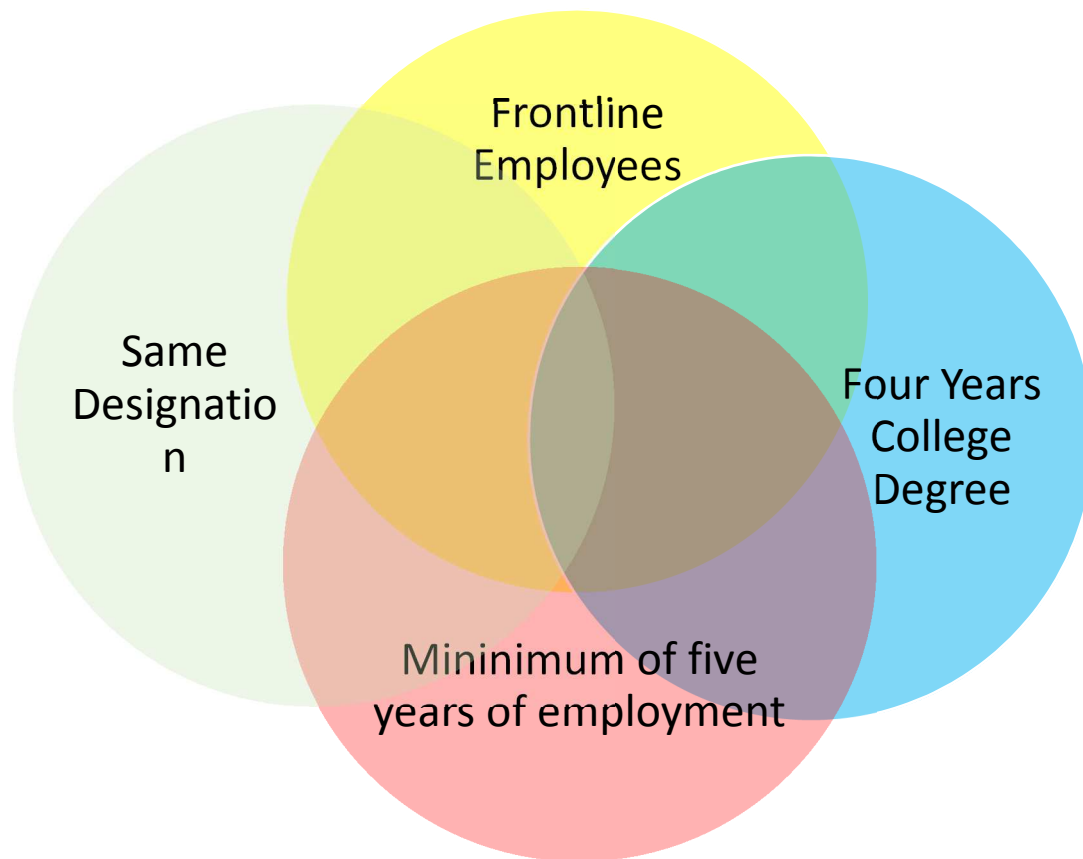 Frontline
Employees
Same
Designatio
n
Four Years
College
Degree
Mininimum of five
years of employment